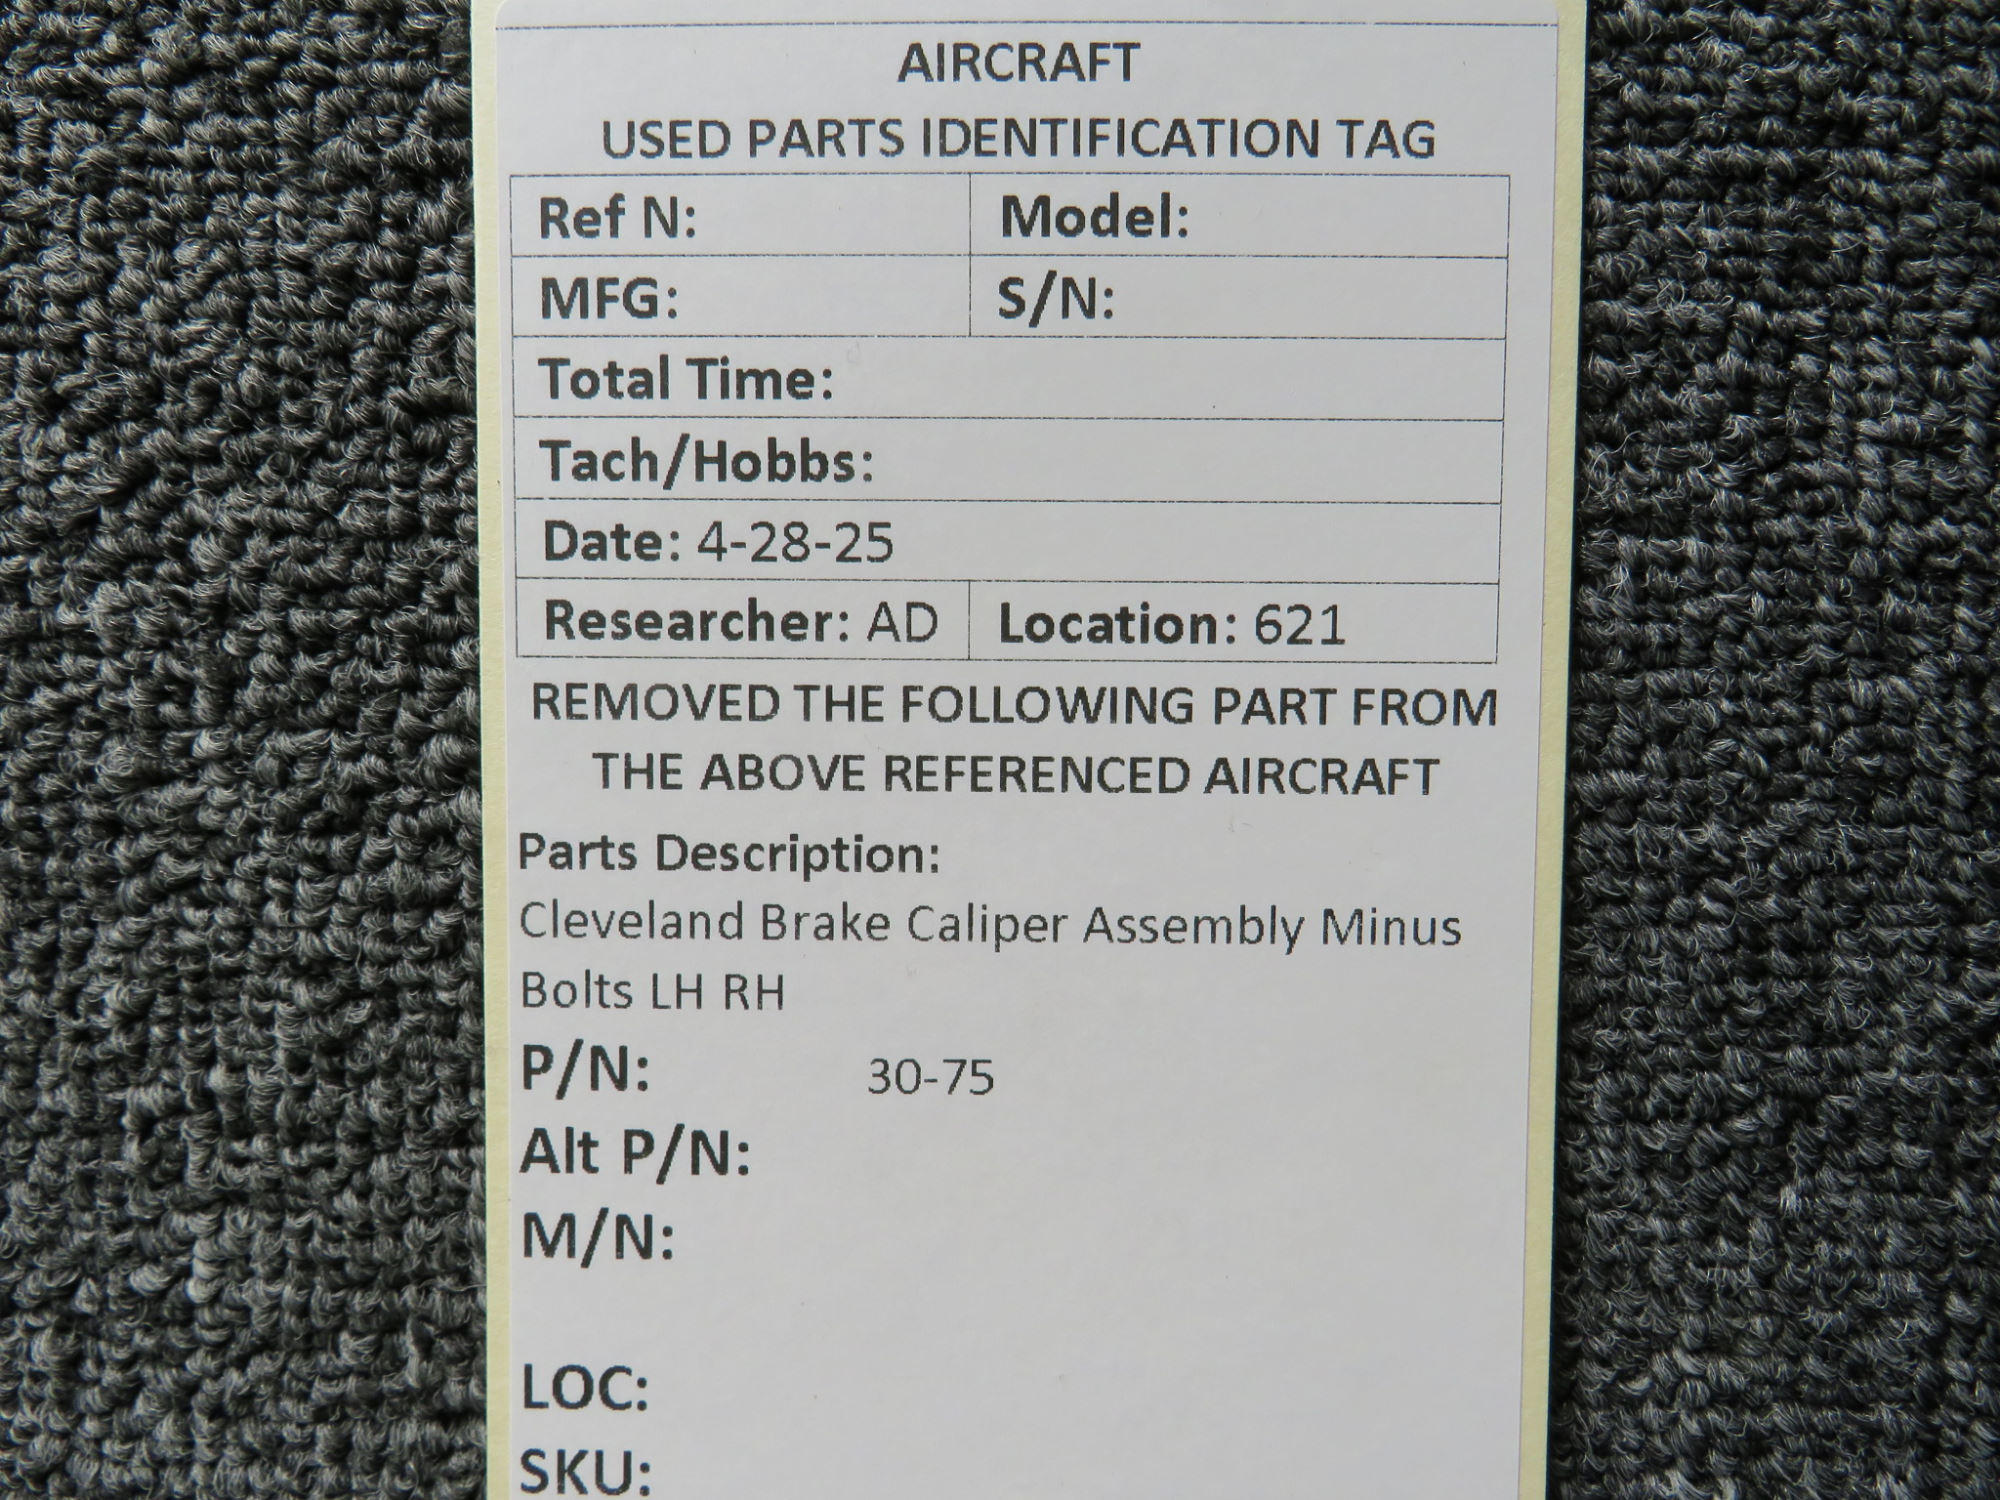 AIRCRAFT
USED PARTS IDENTIFICATION TAG
Ref N: Model:
MFG: S/N:
Total Time:
Tach/Hobbs:
Date: 4-28-25
Researcher: AD Location: 621
REMOVED THE FOLLOWING PART FROM
THE ABOVE REFERENCED AIRCRAFT
Parts Description:
Cleveland Brake Caliper Assembly Minus
Bolts LH RH
P/N: 30-75
Alt P/N:
M/N:
LOC:
SKU: